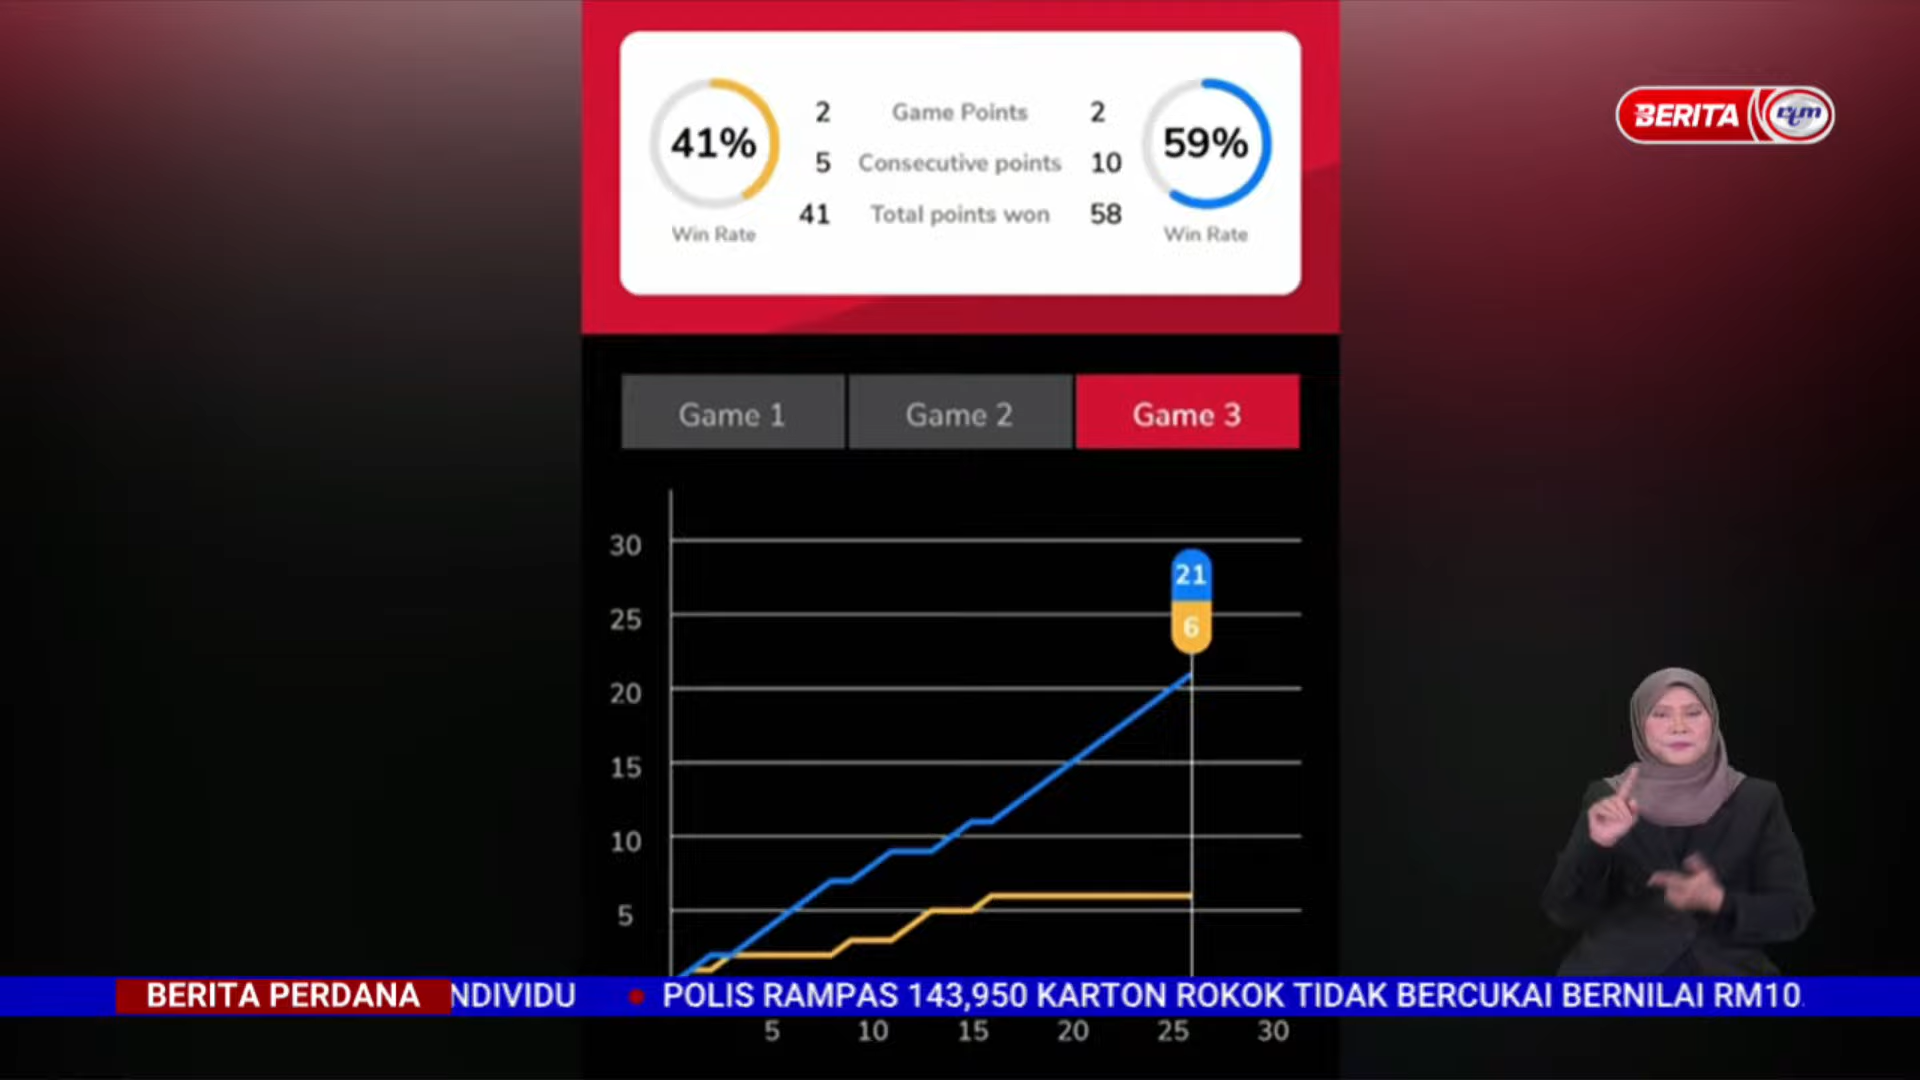 BERITA rtm
41%
Win Rate
2 Game Points 2
5 Consecutive points 10
41 Total points won 58
59%
Win Rate
Game 1 Game 2 Game 3
30
25
20
15
10
5
21
6
BERITA PERDANA NDIVIDU • POLIS RAMPAS 143,950 KARTON ROKOK TIDAK BERCUKAI BERNILAI RM10.
5 10 15 20 25 30